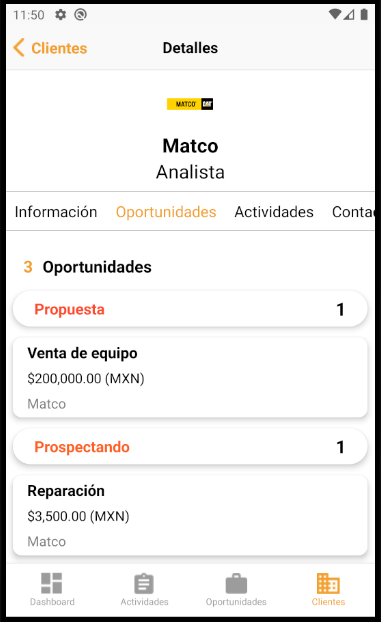 11:50
Clientes
Detalles
MATCO CAT
Matco
Analista
Información Oportunidades Actividades Conta
3 Oportunidades
Propuesta 1
Venta de equipo
$200,000.00 (MXN)
Matco
Prospectando 1
Reparación
$3,500.00 (MXN)
Matco
Dashboard Actividades Oportunidades Clientes